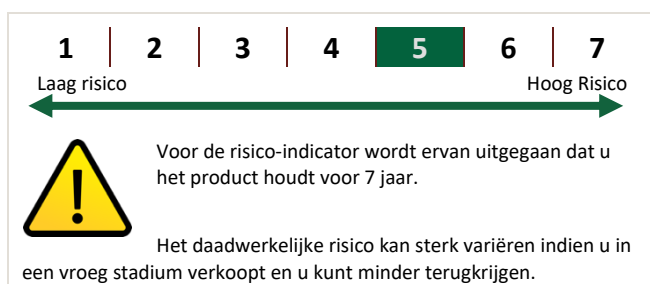 1 2 3 4 5 6 7
Laag risico Hoog Risico
Voor de risico-indicator wordt ervan uitgegaan dat u
het product houdt voor 7 jaar.
Het daadwerkelijke risico kan sterk variëren indien u in
een vroeg stadium verkoopt en u kunt minder terugkrijgen.